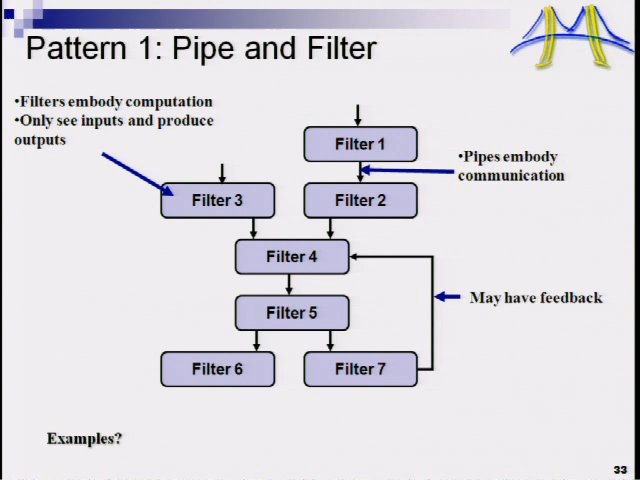 Pattern 1: Pipe and Filter
•Filters embody computation
•Only see inputs and produce
outputs
Filter 1
•Pipes embody
communication
Filter 3
Filter 2
Filter 4
May have feedback
Filter 5
Filter 6
Filter 7
Examples?
33